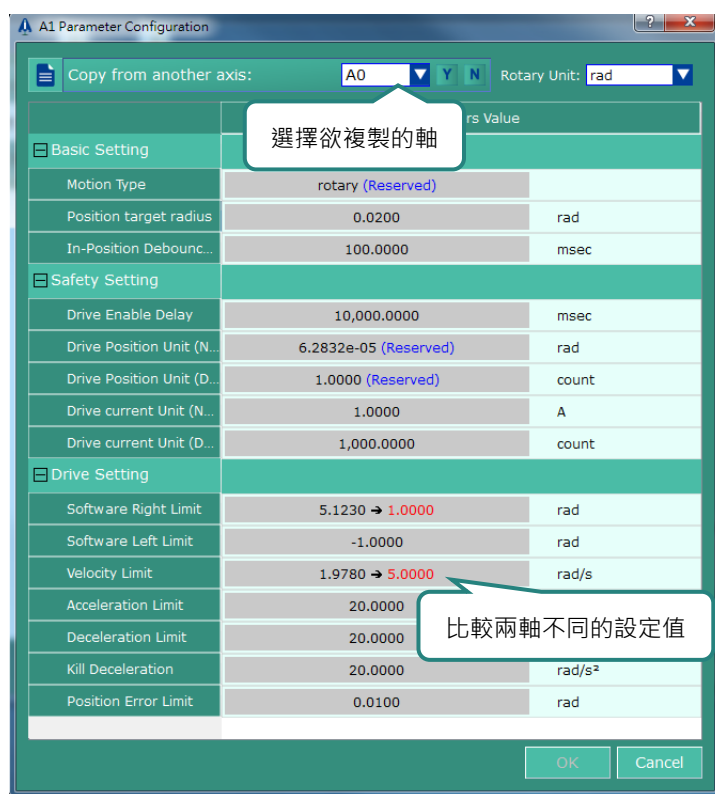 A1 Parameter Configuration
? X
Copy from another axis: A0 Y N Rotary Unit: rad
選擇欲複製的軸
rs Value
Basic Setting
Motion Type rotary (Reserved)
Position target radius 0.0200 rad
In-Position Debounc... 100.0000 msec
Safety Setting
Drive Enable Delay 10,000.0000 msec
Drive Position Unit (N... 6.2832e-05 (Reserved) rad
Drive Position Unit (D... 1.0000 (Reserved) count
Drive current Unit (N... 1.0000 A
Drive current Unit (D... 1,000.0000 count
Drive Setting
Software Right Limit 5.1230 → 1.0000 rad
Software Left Limit -1.0000 rad
Velocity Limit 1.9780 → 5.0000 rad/s
Acceleration Limit 20.0000
比較兩軸不同的設定值
Deceleration Limit 20.0000
Kill Deceleration 20.0000 rad/s²
Position Error Limit 0.0100 rad
OK Cancel